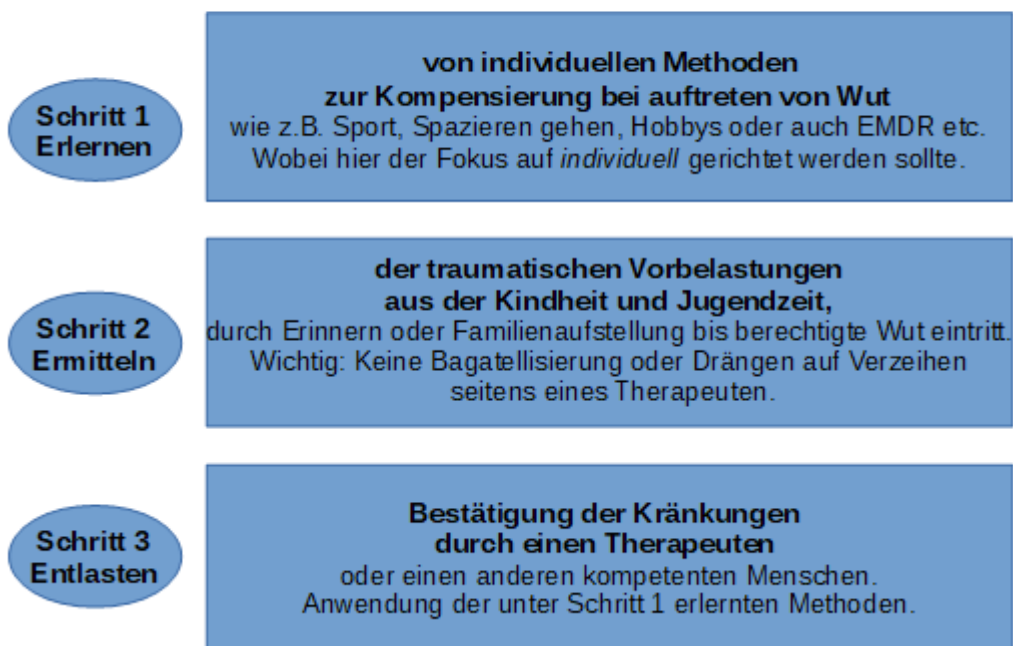 Schritt 1
Erlernen
von individuellen Methoden
zur Kompensierung bei auftreten von Wut
wie z.B. Sport, Spazieren gehen, Hobbys oder auch EMDR etc.
Wobei hier der Fokus auf individuell gerichtet werden sollte.
Schritt 2
Ermitteln
der traumatischen Vorbelastungen
aus der Kindheit und Jugendzeit,
durch Erinnern oder Familienaufstellung bis berechtigte Wut eintritt.
Wichtig: Keine Bagatellisierung oder Drängen auf Verzeihen
seitens eines Therapeuten.
Schritt 3
Entlasten
Bestätigung der Kränkungen
durch einen Therapeuten
oder einen anderen kompetenten Menschen.
Anwendung der unter Schritt 1 erlernten Methoden.